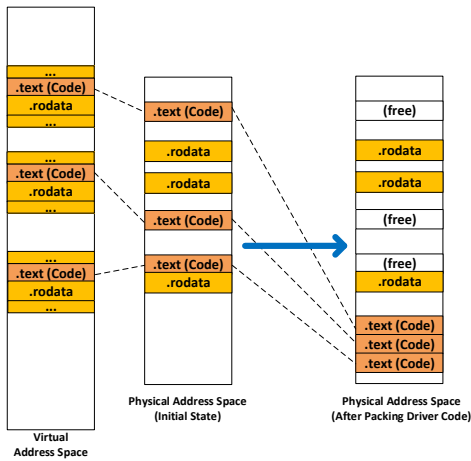 ...
.text (Code)
.rodata
...
...
.text (Code)
.rodata
...
...
.text (Code)
.rodata
...
Virtual
Address Space
.text (Code)
.rodata
.rodata
.text (Code)
.text (Code)
.rodata
Physical Address Space
(Initial State)
(free)
.rodata
.rodata
(free)
(free)
.rodata
.text (Code)
.text (Code)
.text (Code)
Physical Address Space
(After Packing Driver Code)